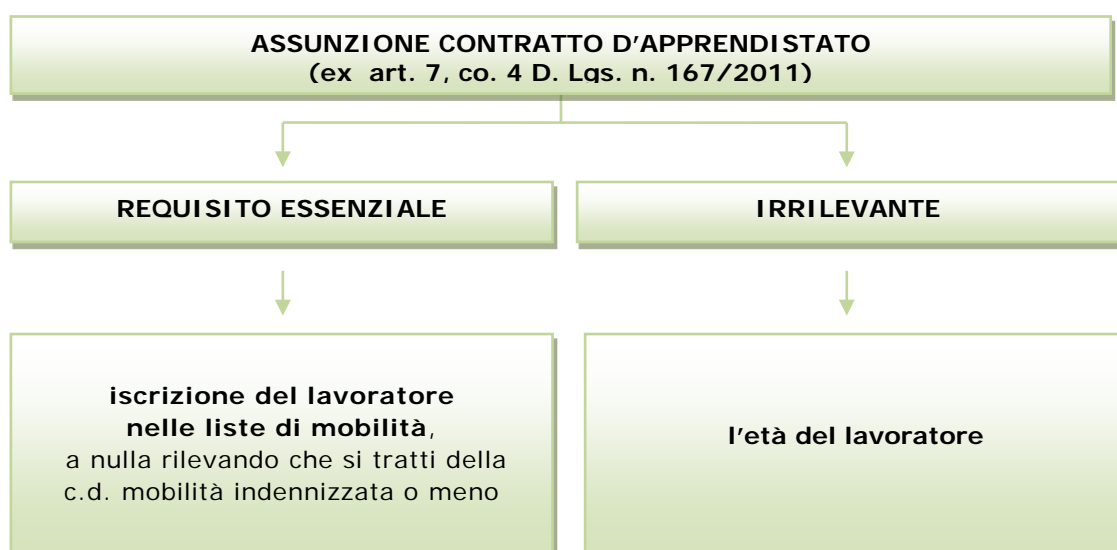 ASSUNZIONE CONTRATTO D’APPRENDISTATO
(ex art. 7, co. 4 D. Lgs. n. 167/2011)
REQUISITO ESSENZIALE
IRRILEVANTE
iscrizione del lavoratore
nelle liste di mobilità,
a nulla rilevando che si tratti della
c.d. mobilità indennizzata o meno
l’età del lavoratore